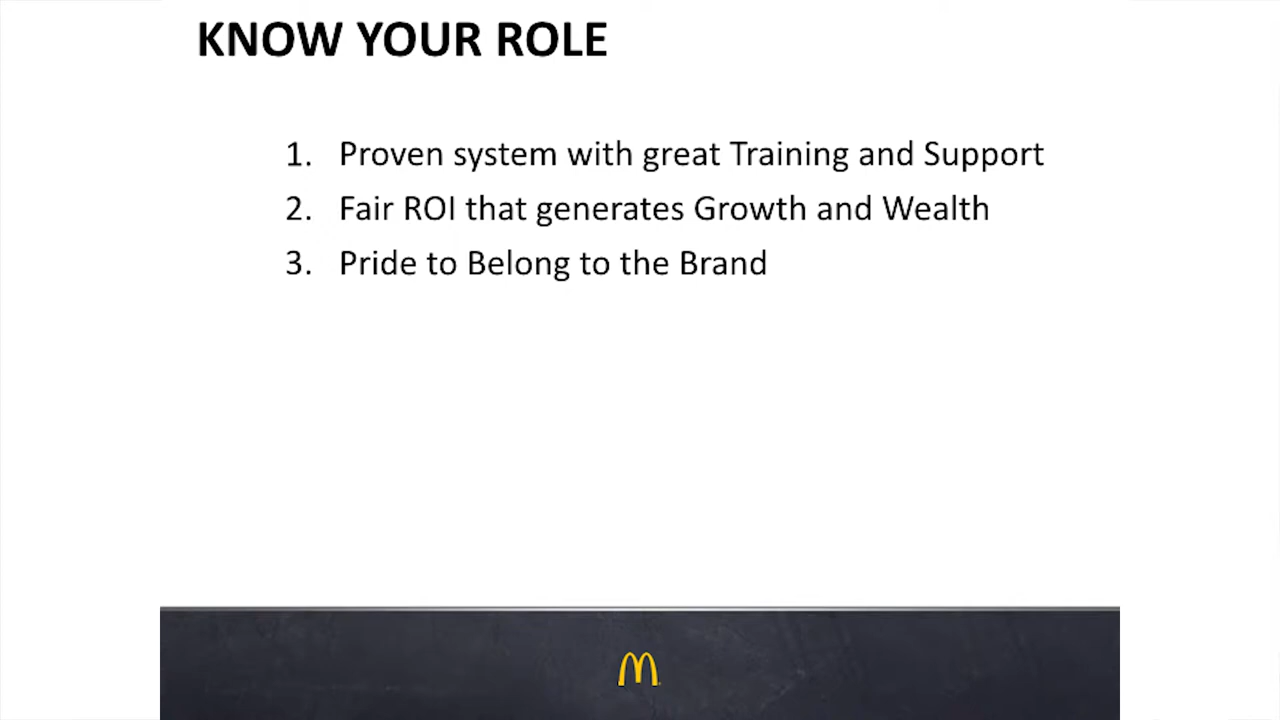 KNOW YOUR ROLE
1. Proven system with great Training and Support
2. Fair ROI that generates Growth and Wealth
3. Pride to Belong to the Brand